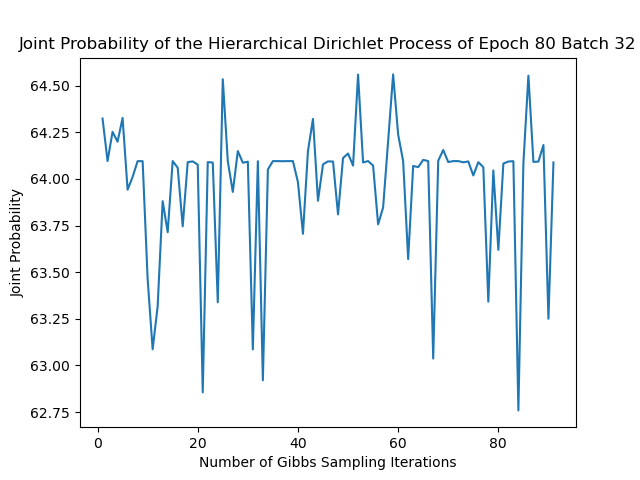 Joint Probability of the Hierarchical Dirichlet Process of Epoch 80 Batch 32
64.50
64.25
64.00
63.75
63.50
63.25
63.00
62.75
Joint Probability
0 20 40 60 80
Number of Gibbs Sampling Iterations